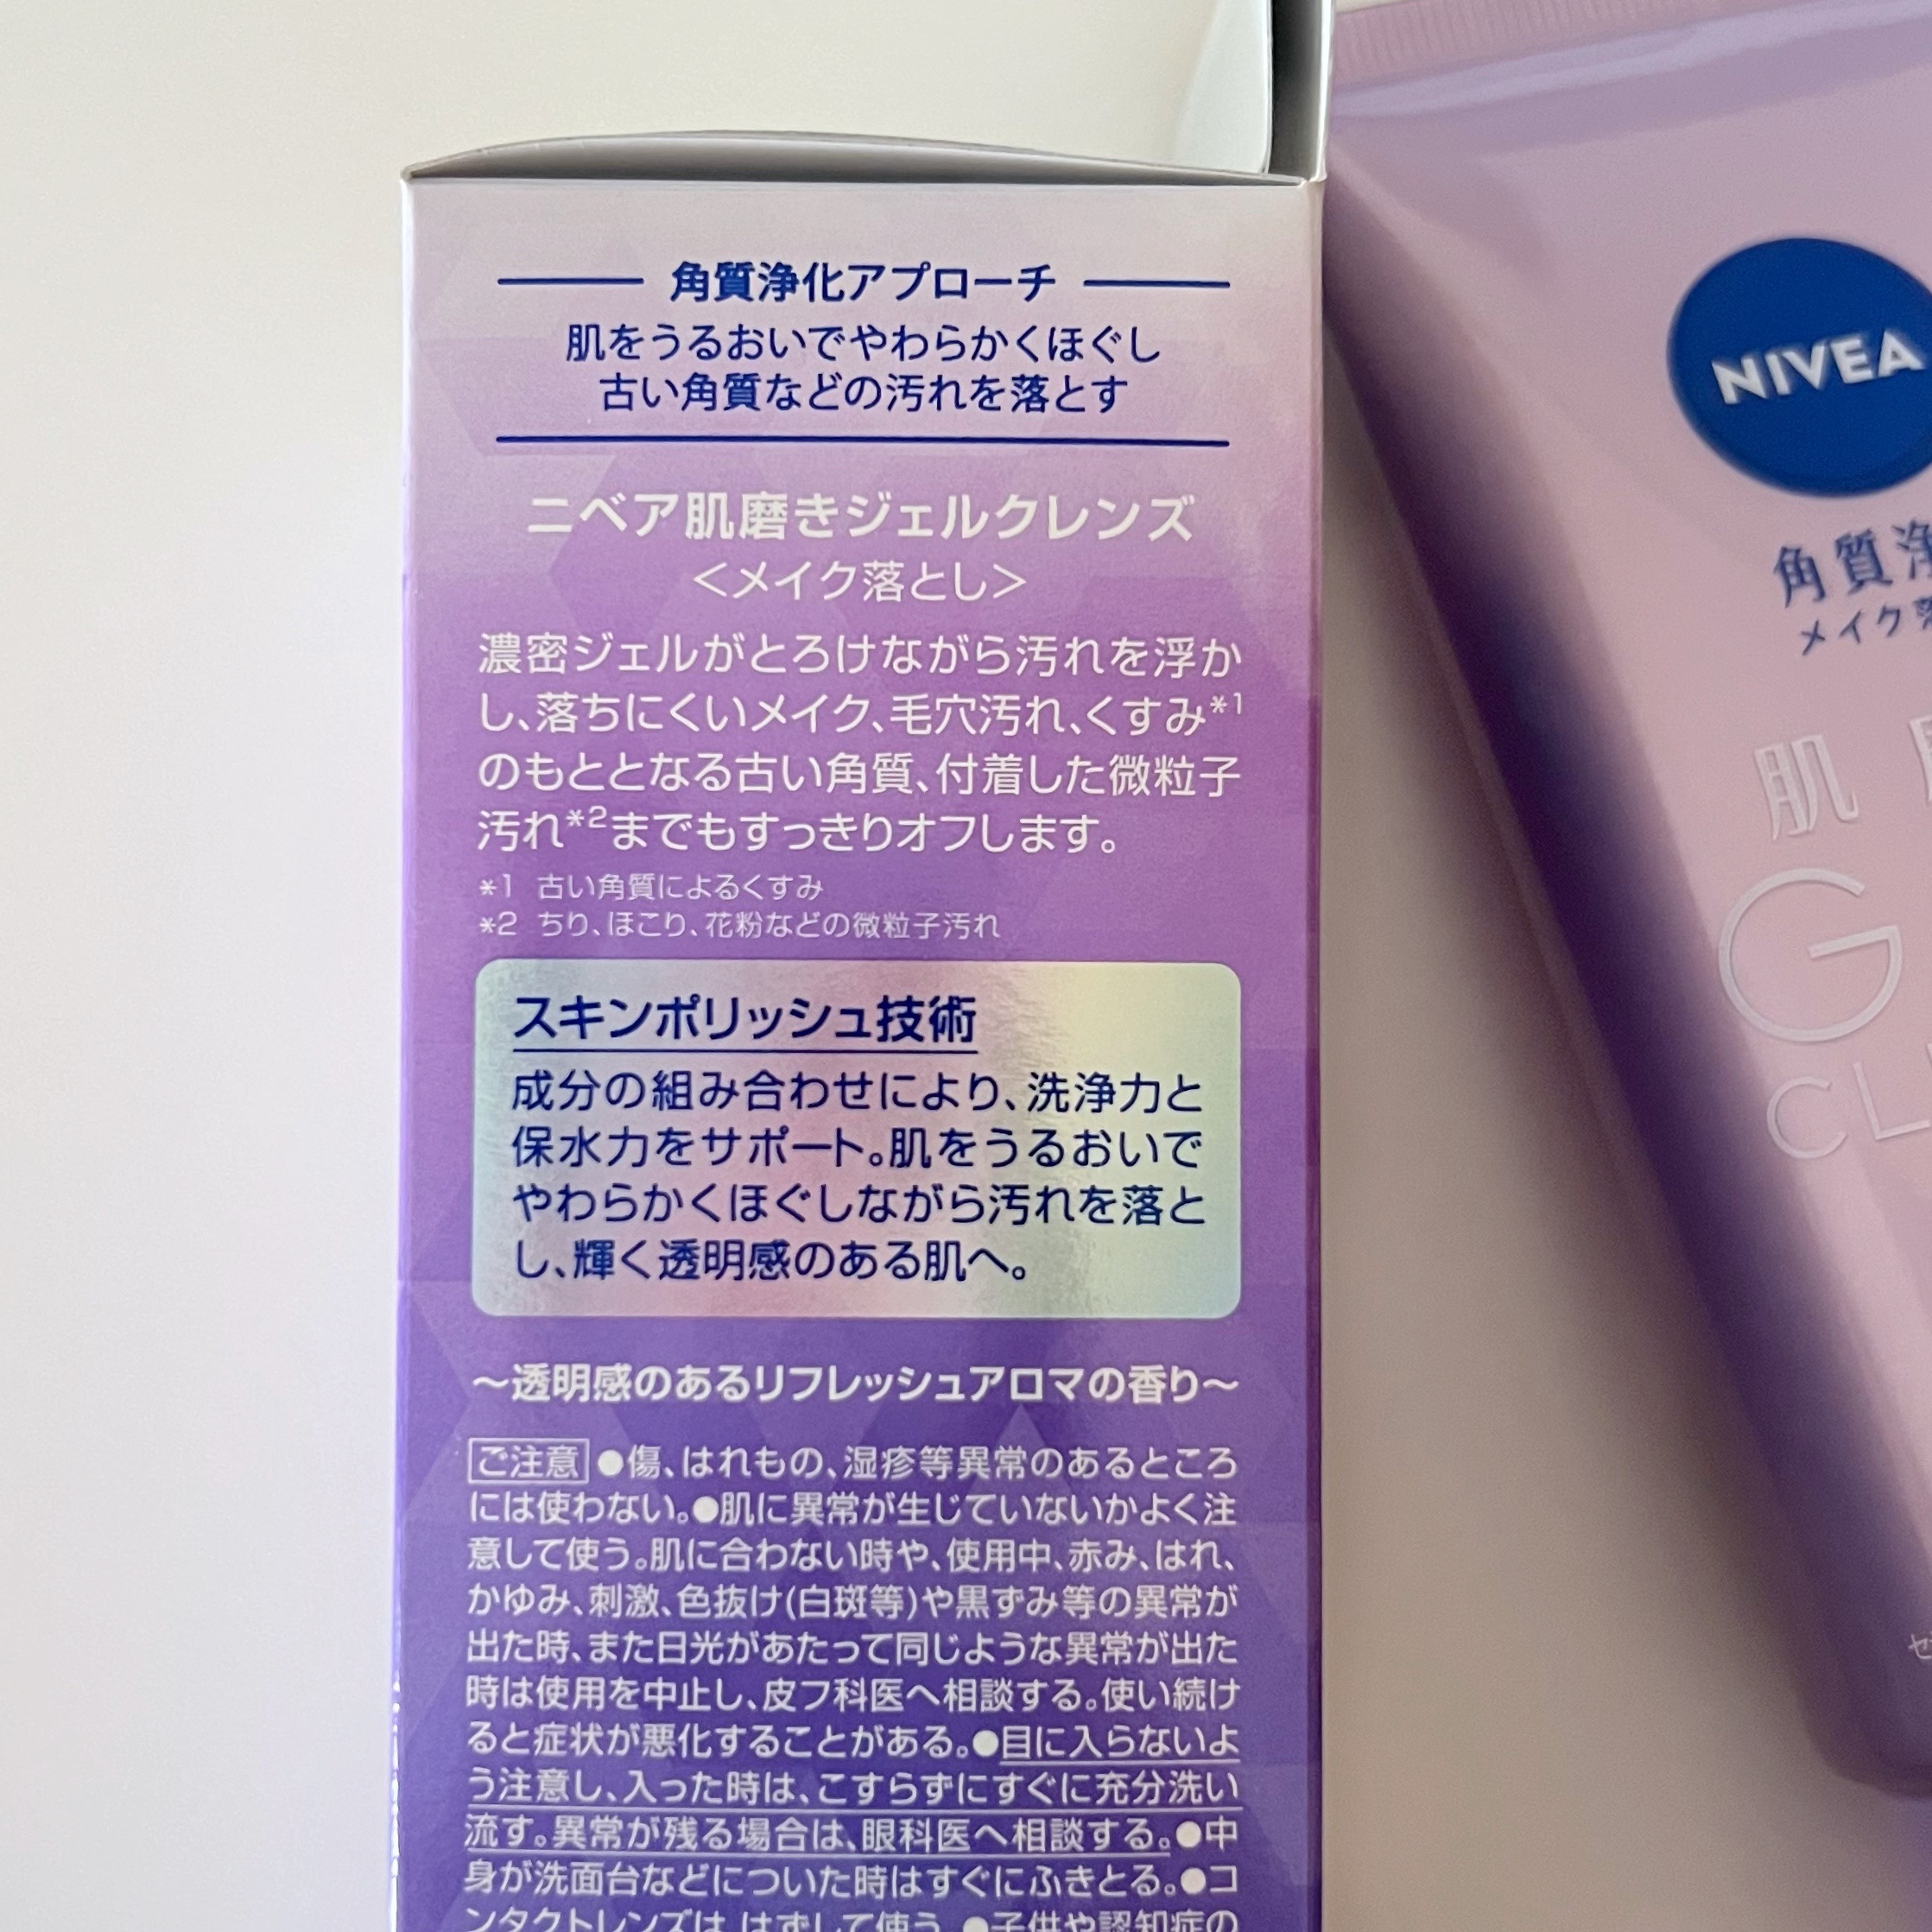 角質浄化アプローチ
肌をうるおいでやわらかくほぐし
古い角質などの汚れを落とす
ニベア肌磨きジェルクレンズ
＜メイク落とし＞
濃密ジェルがとろけながら汚れを浮か
し、落ちにくいメイク、毛穴汚れ、くすみ*1
のもととなる古い角質、付着した微粒子
汚れ*2までもすっきりオフします。
*1 古い角質によるくすみ
*2 ちり、ほこり、花粉などの微粒子汚れ
スキンポリッシュ技術
成分の組み合わせにより、洗浄力と
保水力をサポート。肌をうるおいで
やわらかくほぐしながら汚れを落と
し、輝く透明感のある肌へ。
～透明感のあるリフレッシュアロマの香り～
ご注意 ●傷、はれもの、湿疹等異常のあるところ
には使わない。●肌に異常が生じていないかよく注
意して使う。肌に合わない時や、使用中、赤み、はれ、
かゆみ、刺激、色抜け(白斑等)や黒ずみ等の異常が
出た時、また日光があたって同じような異常が出た
時は使用を中止し、皮フ科医へ相談する。使い続け
ると症状が悪化することがある。●目に入らないよ
う注意し、入った時は、こすらずにすぐに充分洗い
流す。異常が残る場合は、眼科医へ相談する。●中
身が洗面台などについた時はすぐにふきとる。●コ
ンタクトレンズは、はずして使う。●子供や認知症の
NIVEA
角質浄
メイク落
肌
G
CL